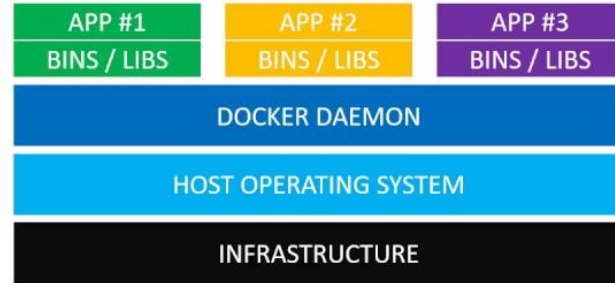 APP #1
APP #2
APP #3
BINS / LIBS
BINS / LIBS
BINS / LIBS
DOCKER DAEMON
HOST OPERATING SYSTEM
INFRASTRUCTURE